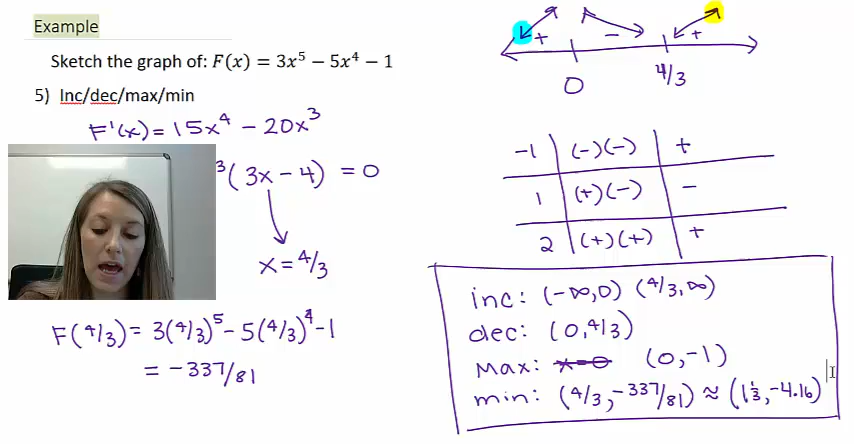 Example
Sketch the graph of: F(x) = 3x⁵ − 5x⁴ − 1
5) Inc/dec/max/min
F'(x) = 15x⁴ − 20x³
³(3x − 4) = 0
x = 4/3
F(4/3) = 3(4/3)⁵ − 5(4/3)⁴ − 1
= −337/81
+ − +
0 4/3
−1 (−)(−) +
1 (+)(−) −
2 (+)(+) +
inc: (−∞,0) (4/3,∞)
dec: (0,4/3)
Max: x=0 (0,−1)
min: (4/3, −337/81) ≈ (1⅓, −4.16)